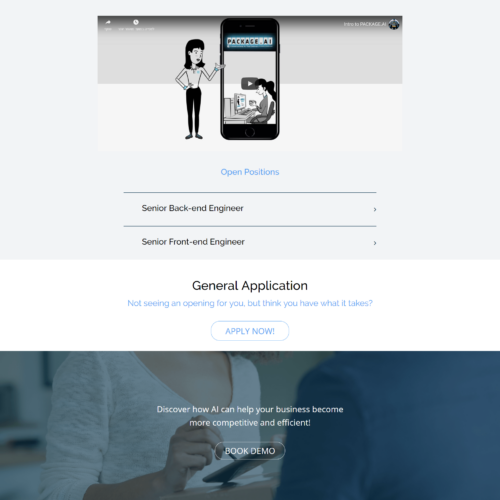 Intro to PACKAGE.AI
PACKAGE.AI
Open Positions
Senior Back-end Engineer
Senior Front-end Engineer
General Application
Not seeing an opening for you, but think you have what it takes?
APPLY NOW!
Discover how AI can help your business become
more competitive and efficient!
BOOK DEMO